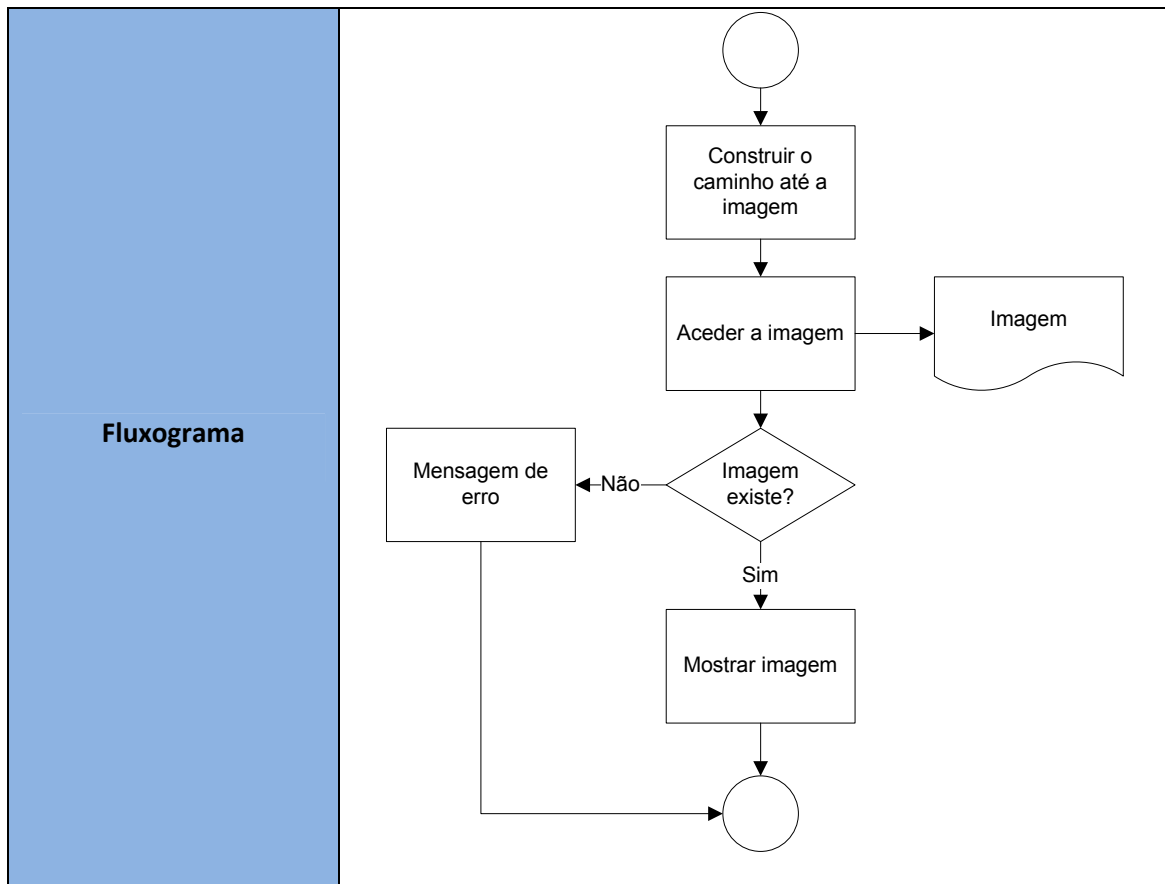 Fluxograma
Construir o
caminho até a
imagem
Aceder a imagem
Imagem
Imagem
existe?
Não
Mensagem de
erro
Sim
Mostrar imagem